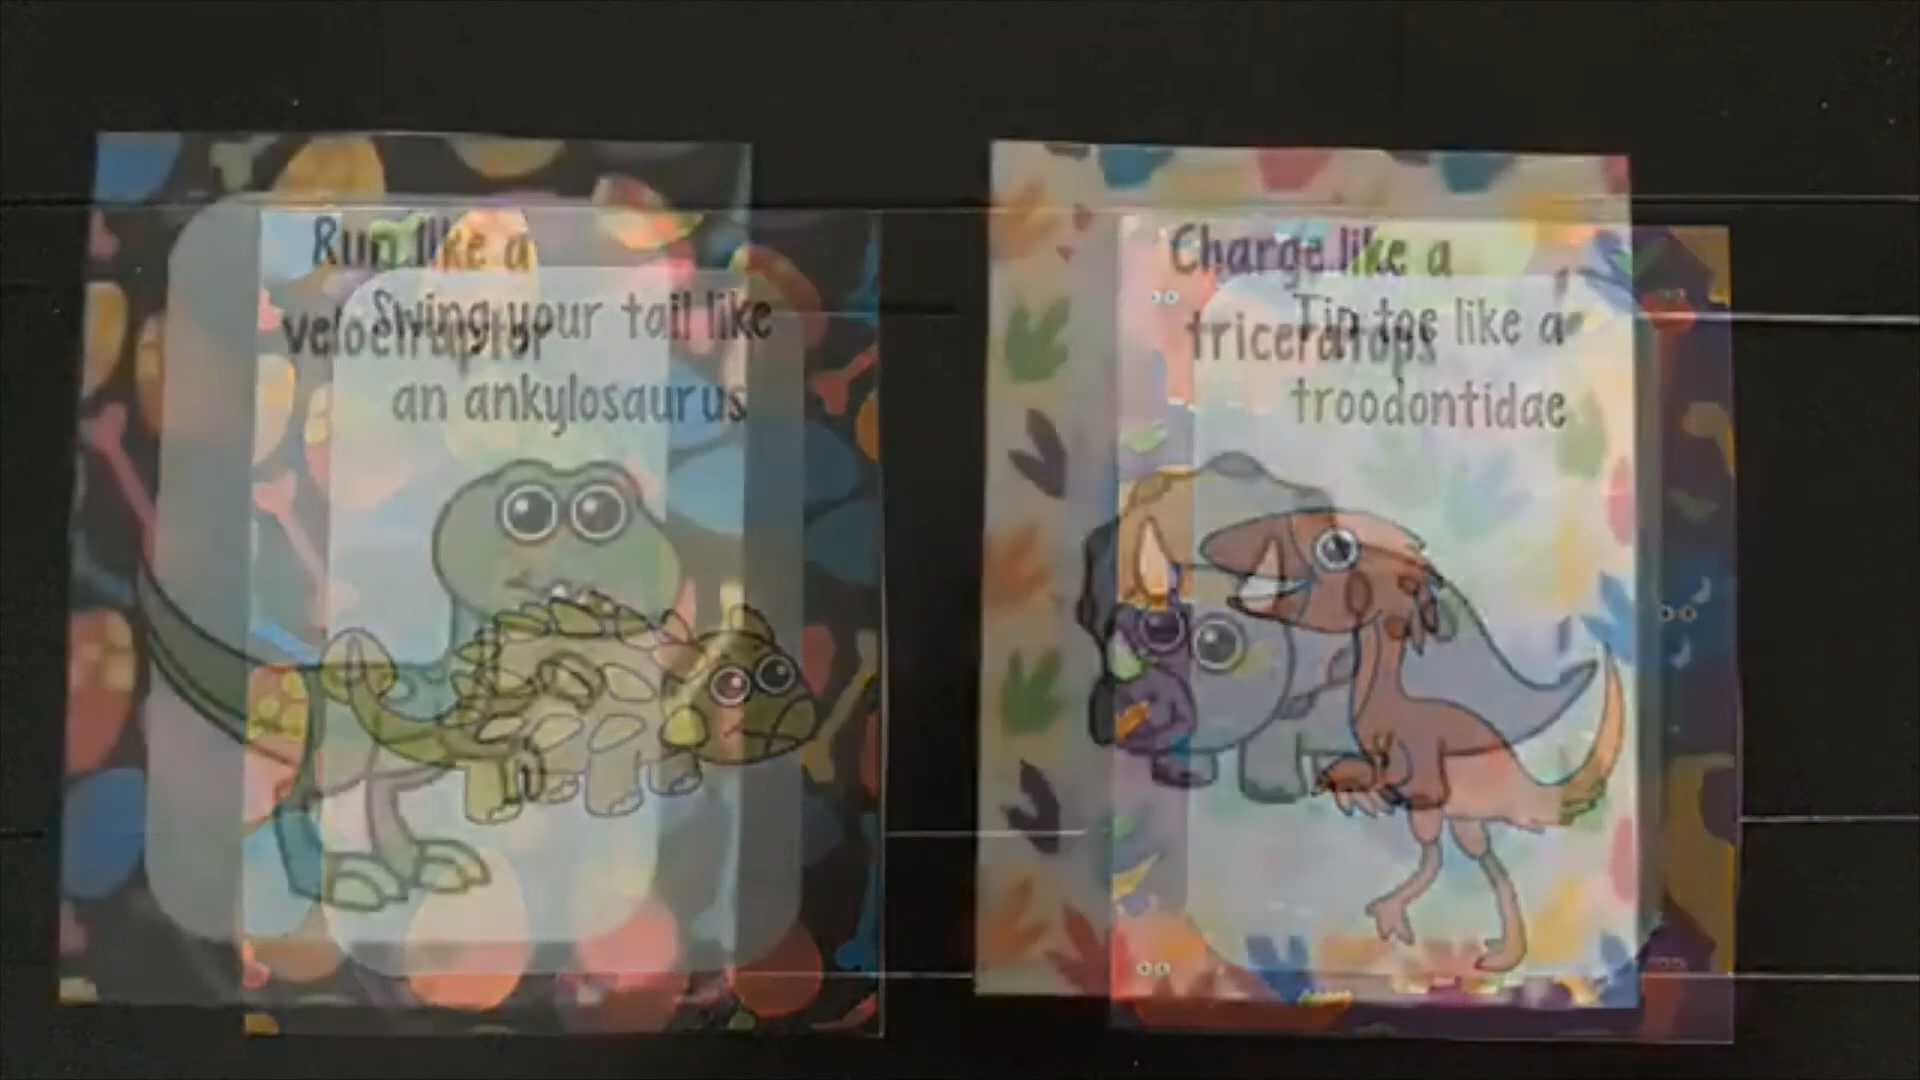 Run like a
velociraptor
Swing your tail like
an ankylosaurus
Charge like a
triceratops
Tip toe like a
troodontidae